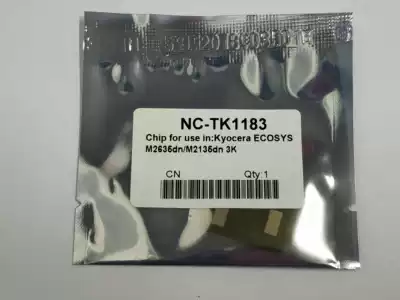 NC-TK1183
Chip for use in:Kyocera ECOSYS
M2635dn/M2135dn 3K
CN Qty:1